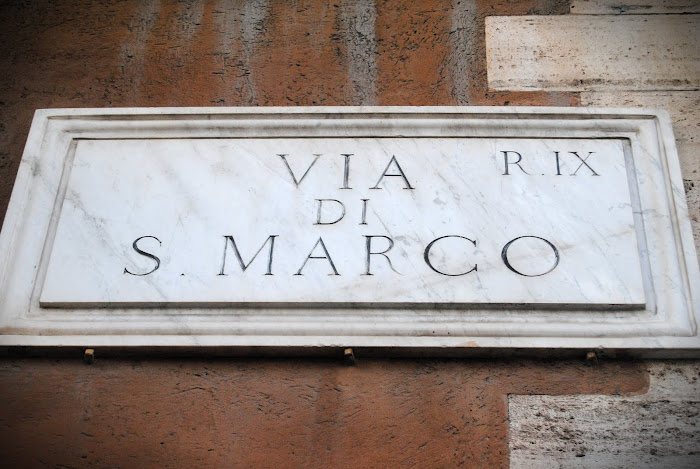 VIA R. IX
DI
S. MARCO